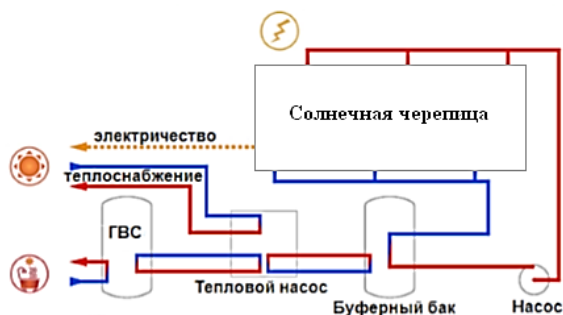 Солнечная черепица
электричество
теплоснабжение
ГВС
Тепловой насос
Буферный бак
Насос